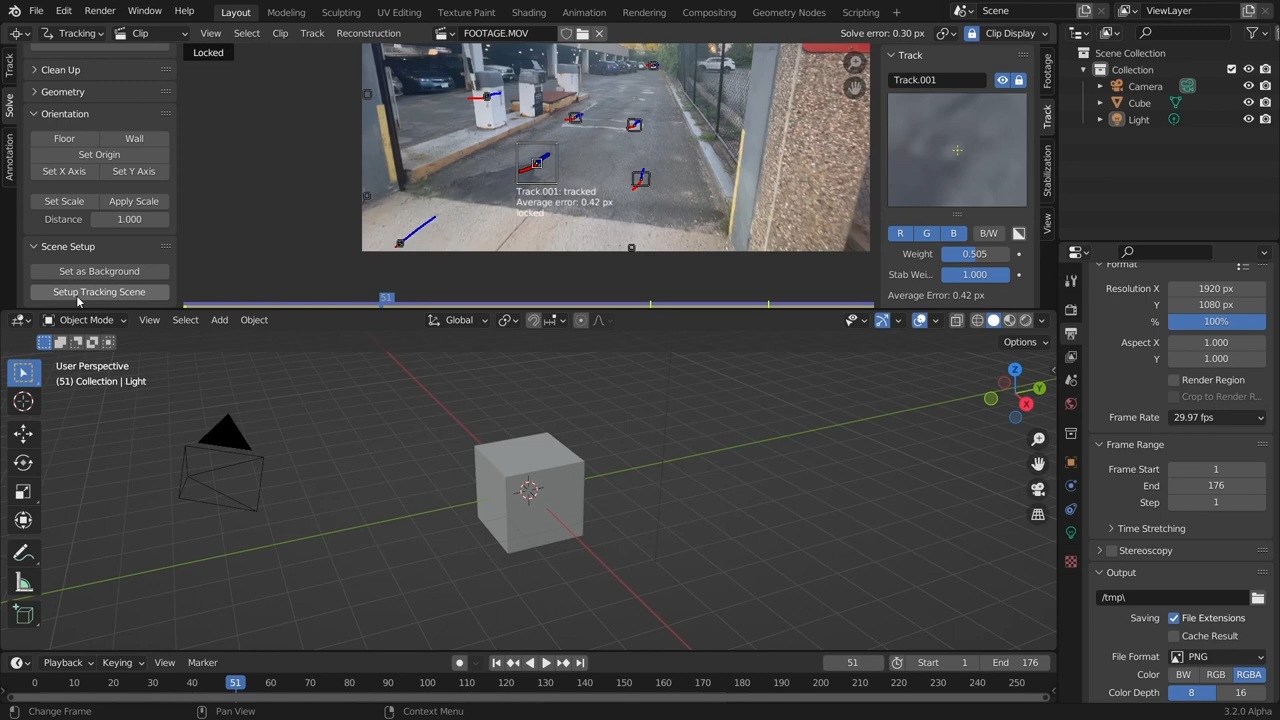 File Edit Render Window Help Layout Modeling Sculpting UV Editing Texture Paint Shading Animation Rendering Compositing Geometry Nodes Scripting Scene ViewLayer
Tracking Clip View Select Clip Track Reconstruction FOOTAGE.MOV Solve error: 0.30 px Clip Display
Locked
Track
Solve
Annotation
Clean Up
Geometry
Orientation
Floor Wall
Set Origin
Set X Axis Set Y Axis
Set Scale Apply Scale
Distance 1.000
Scene Setup
Set as Background
Setup Tracking Scene
Track.001: tracked
Average error: 0.42 px
locked
51
Track
Track.001
R G B B/W
Weight 0.505
Stab Wei... 1.000
Average Error: 0.42 px
Footage
Track
Stabilization
View
Scene Collection
Collection
Camera
Cube
Light
Object Mode View Select Add Object Global
Options
User Perspective
(51) Collection | Light
Z
Y
X
Format
Resolution X 1920 px
Y 1080 px
% 100%
Aspect X 1.000
Y 1.000
Render Region
Crop to Render R...
Frame Rate 29.97 fps
Frame Range
Frame Start 1
End 176
Step 1
Time Stretching
Stereoscopy
Output
/tmp\
Saving File Extensions
Cache Result
File Format PNG
Color BW RGB RGBA
Color Depth 8 16
Playback Keying View Marker 51 Start 1 End 176
0 10 20 30 40 51 60 70 80 90 100 110 120 130 140 150 160 170 180 190 200 210 220 230 240 250
Change Frame Pan View Context Menu 3.2.0 Alpha